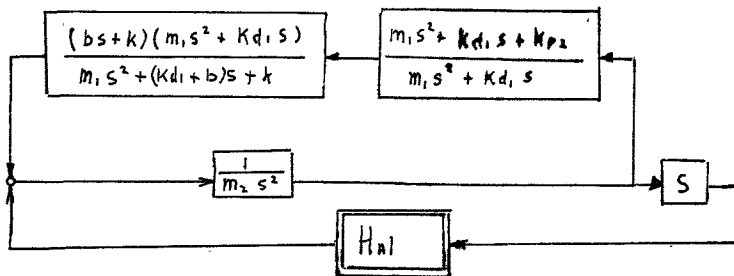 (bs+k)(m₁s²+Kd₁s)
m₁s²+(Kd₁+b)s+k
m₁s²+Kd₁s+Kp₂
m₁s²+Kd₁s
1
m₂s²
S
HA1